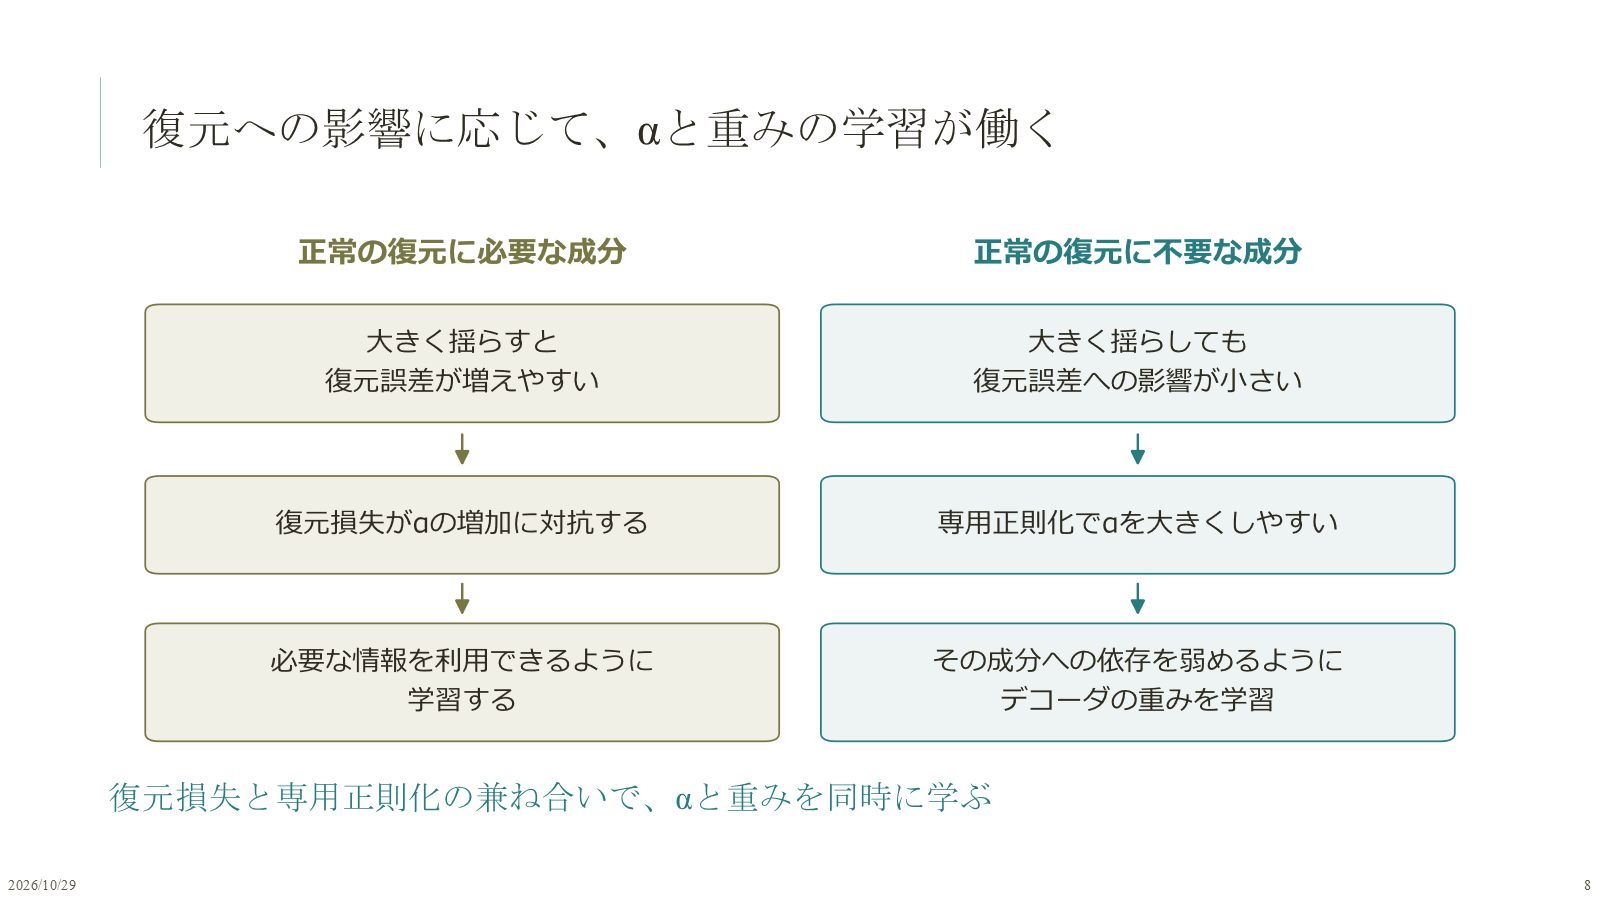 復元への影響に応じて、αと重みの学習が働く
正常の復元に必要な成分
大きく揺らすと
復元誤差が増えやすい
復元損失がαの増加に対抗する
必要な情報を利用できるように
学習する
正常の復元に不要な成分
大きく揺らしても
復元誤差への影響が小さい
専用正則化でαを大きくしやすい
その成分への依存を弱めるように
デコーダの重みを学習
復元損失と専用正則化の兼ね合いで、αと重みを同時に学ぶ
2026/10/29
8